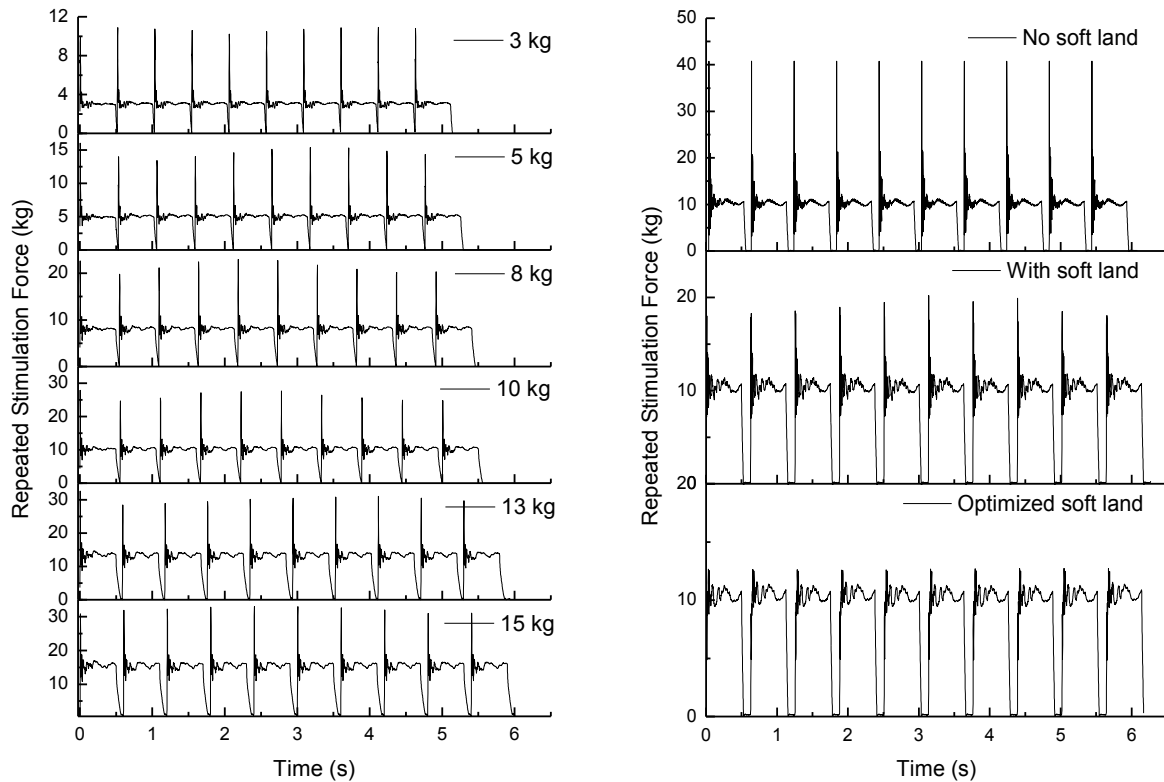 Repeated Stimulation Force (kg)
12
8
4
0
3 kg
15
10
5
0
5 kg
20
10
0
8 kg
30
20
10
0
10 kg
30
20
10
0
13 kg
30
20
10
15 kg
0 1 2 3 4 5 6
Time (s)
Repeated Stimulation Force (kg)
50
40
30
20
10
0
No soft land
20
10
0
With soft land
20
10
0
Optimized soft land
0 1 2 3 4 5 6
Time (s)